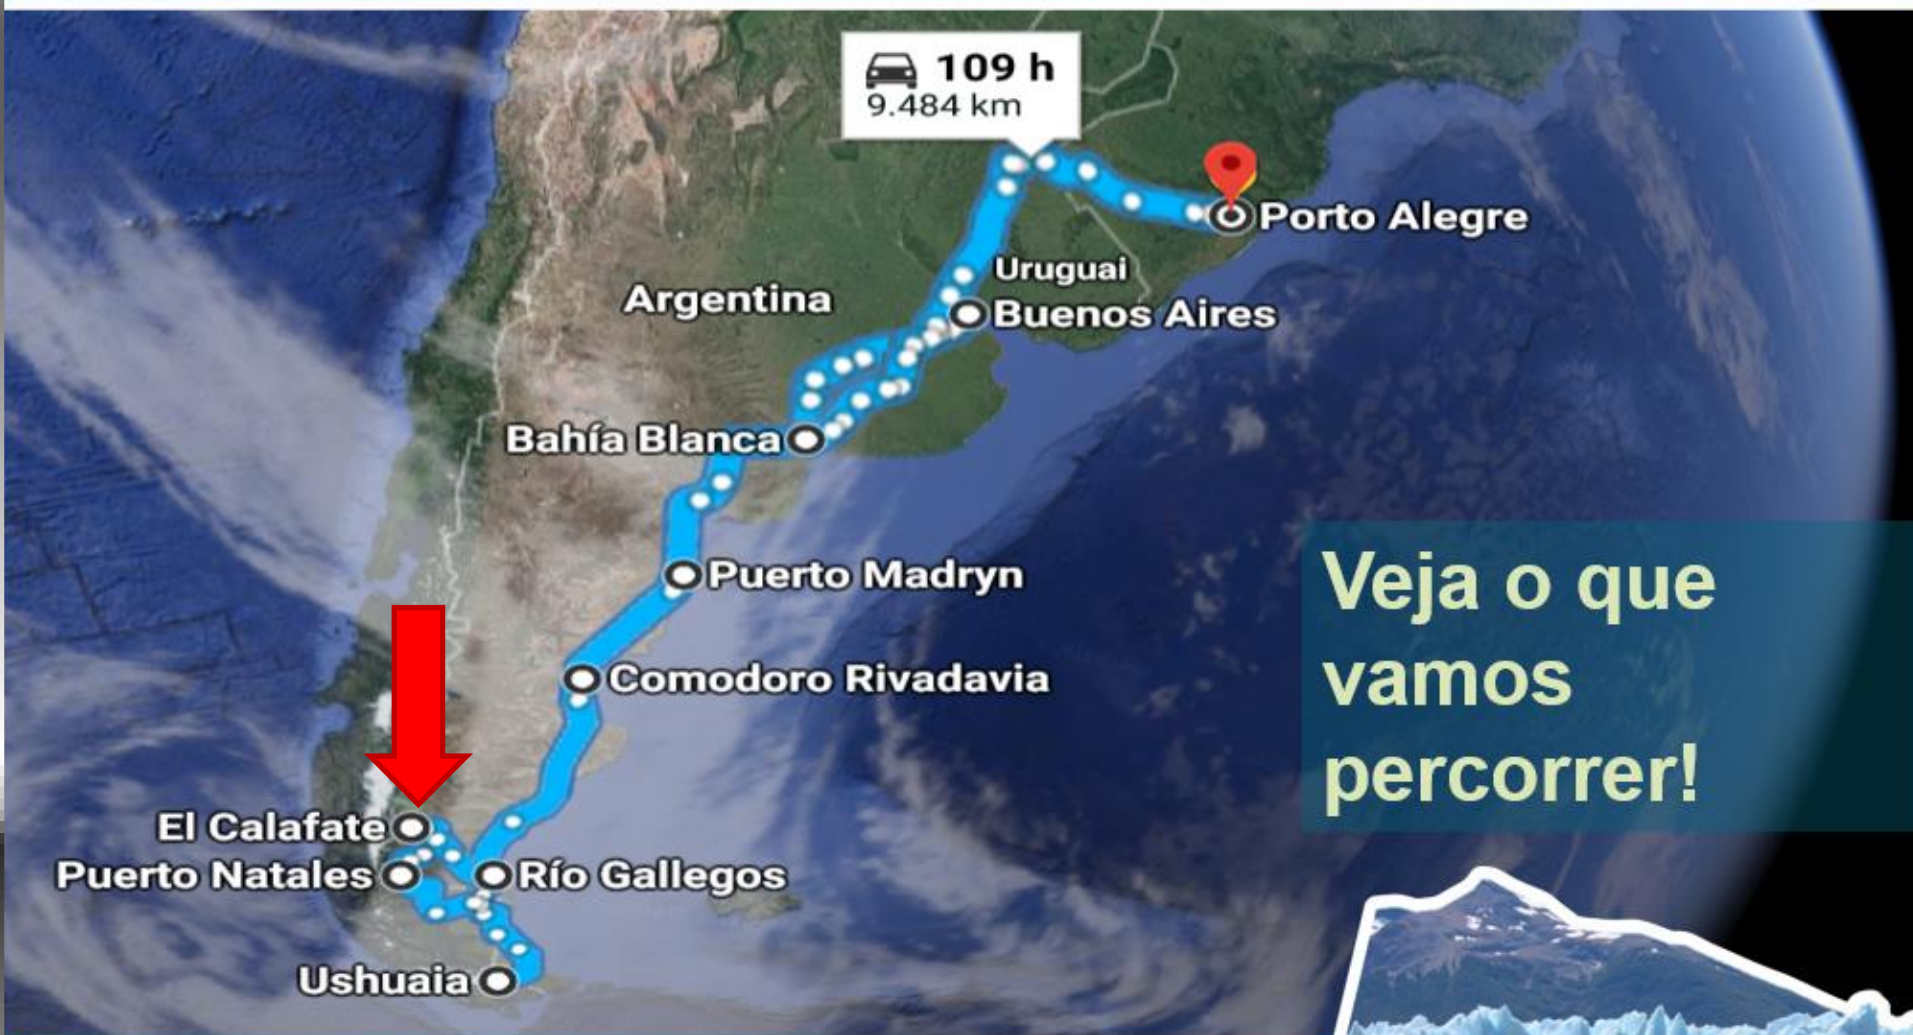 109 h
9.484 km
Porto Alegre
Uruguai
Argentina
Buenos Aires
Bahía Blanca
Puerto Madryn
Veja o que
vamos
percorrer!
Comodoro Rivadavia
El Calafate
Puerto Natales
Río Gallegos
Ushuaia